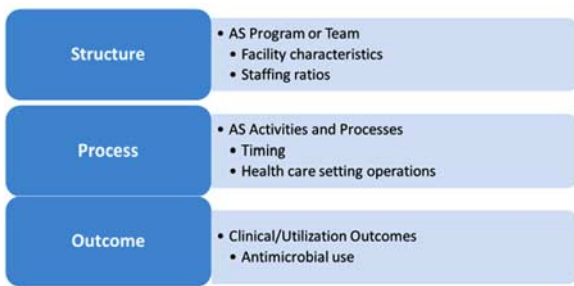 Structure
• AS Program or Team
• Facility characteristics
• Staffing ratios
Process
• AS Activities and Processes
• Timing
• Health care setting operations
Outcome
• Clinical/Utilization Outcomes
• Antimicrobial use